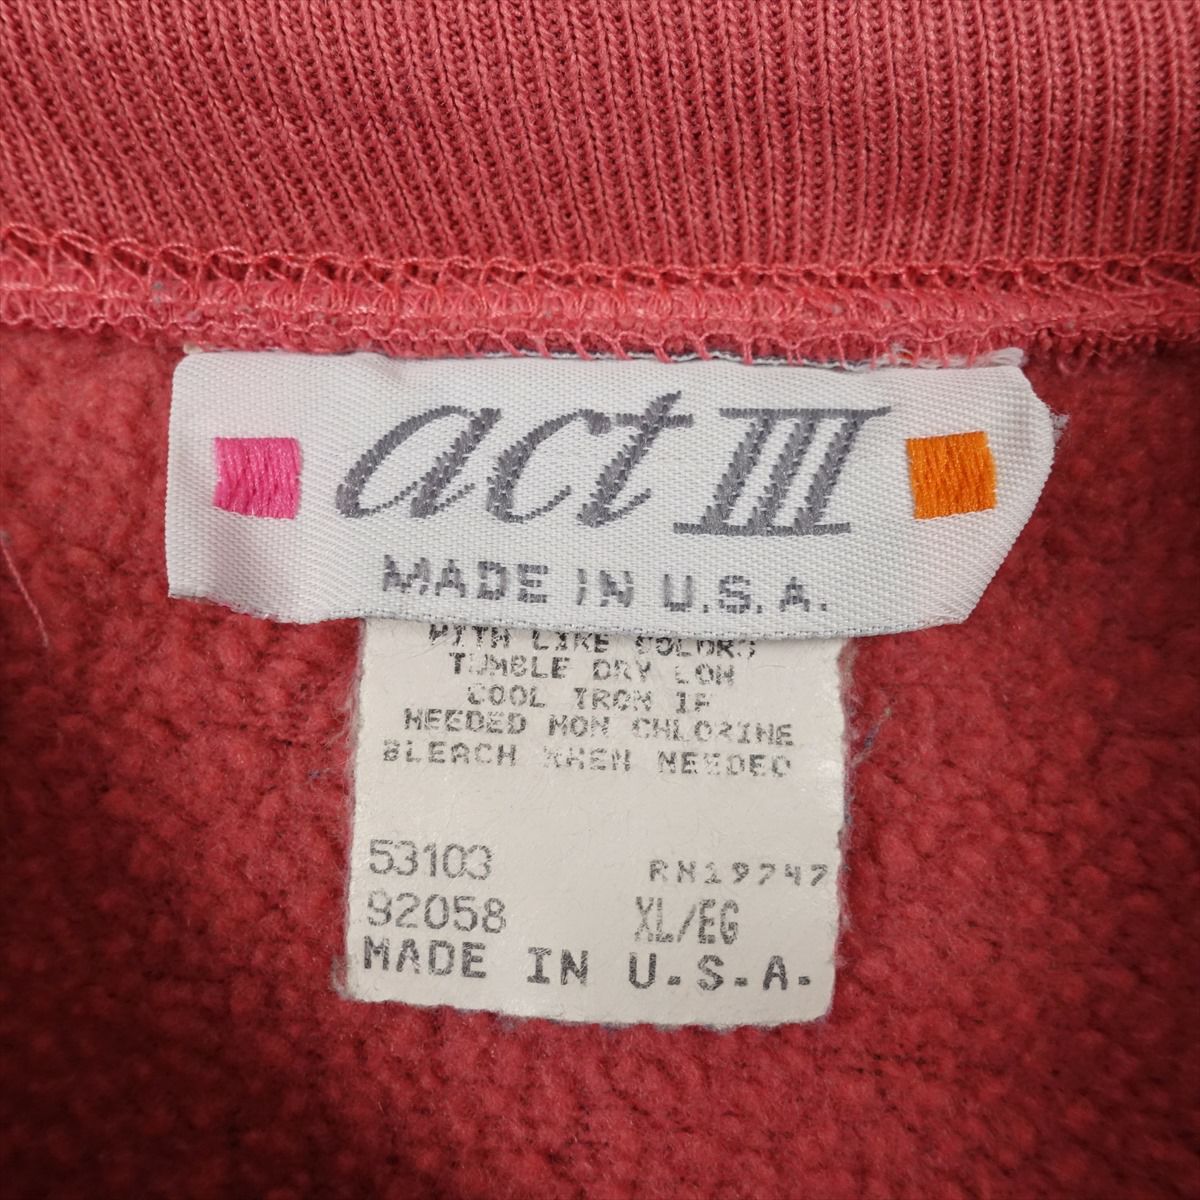 act III
MADE IN U.S.A.
WITH LIKE COLORS
TUMBLE DRY LOW
COOL IRON IF
NEEDED NON CHLORINE
BLEACH WHEN NEEDED
53103 RN19747
92058 XL/EG
MADE IN U.S.A.